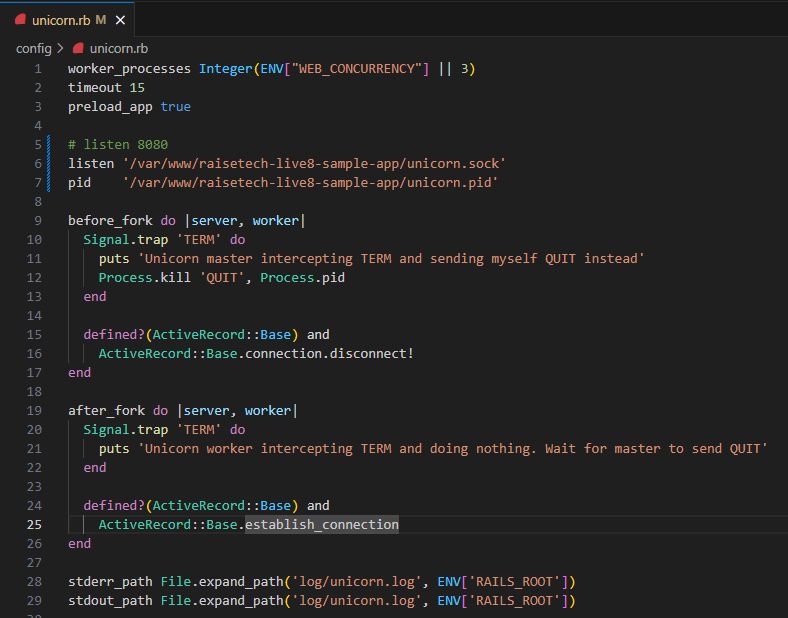 unicorn.rb M ×
config > unicorn.rb
1 worker_processes Integer(ENV["WEB_CONCURRENCY"] || 3)
2 timeout 15
3 preload_app true
4
5 # listen 8080
6 listen '/var/www/raisetech-live8-sample-app/unicorn.sock'
7 pid    '/var/www/raisetech-live8-sample-app/unicorn.pid'
8
9 before_fork do |server, worker|
10   Signal.trap 'TERM' do
11     puts 'Unicorn master intercepting TERM and sending myself QUIT instead'
12     Process.kill 'QUIT', Process.pid
13   end
14
15   defined?(ActiveRecord::Base) and
16     ActiveRecord::Base.connection.disconnect!
17 end
18
19 after_fork do |server, worker|
20   Signal.trap 'TERM' do
21     puts 'Unicorn worker intercepting TERM and doing nothing. Wait for master to send QUIT'
22   end
23
24   defined?(ActiveRecord::Base) and
25     ActiveRecord::Base.establish_connection
26 end
27
28 stderr_path File.expand_path('log/unicorn.log', ENV['RAILS_ROOT'])
29 stdout_path File.expand_path('log/unicorn.log', ENV['RAILS_ROOT'])